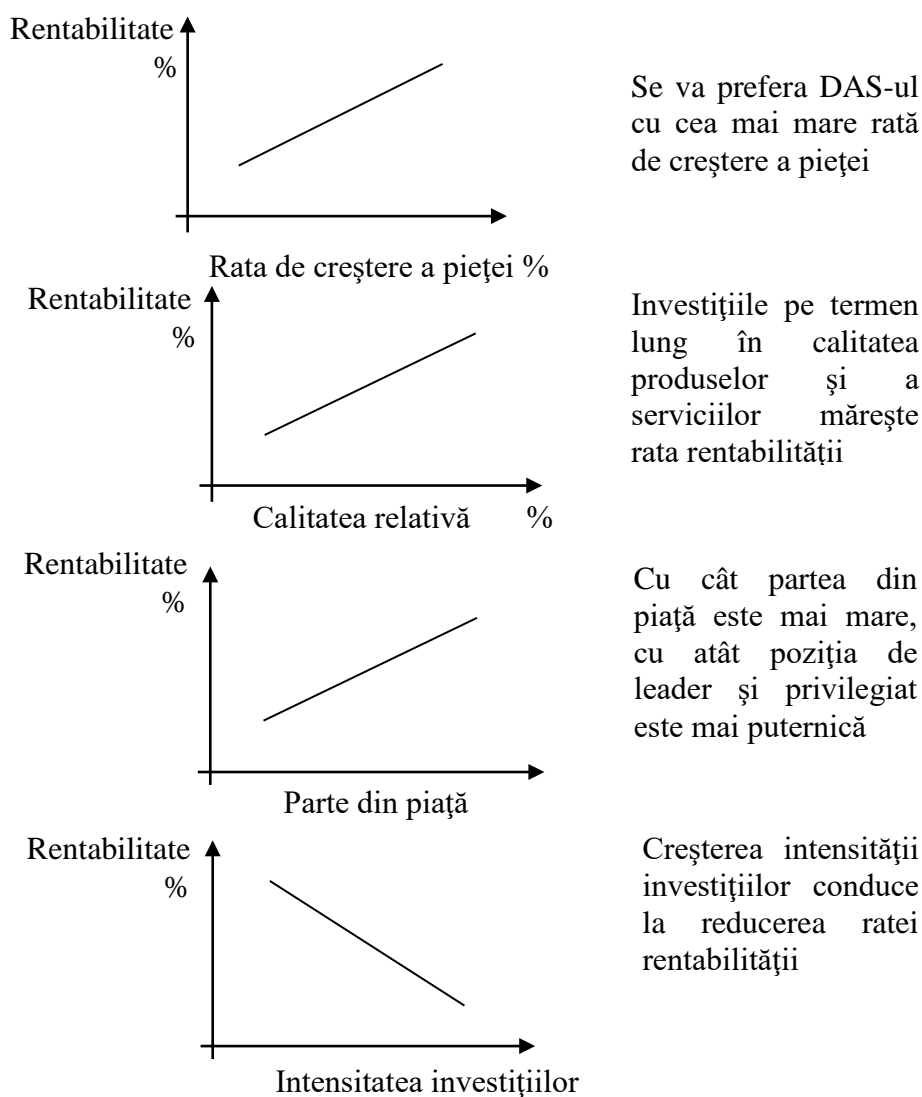 Rentabilitate
%
Se va prefera DAS-ul
cu cea mai mare rată
de creştere a pieţei
Rata de creştere a pieţei %
Rentabilitate
%
Investiţiile pe termen
lung în calitatea
produselor şi a
serviciilor măreşte
rata rentabilităţii
Calitatea relativă %
Rentabilitate
%
Cu cât partea din
piaţă este mai mare,
cu atât poziţia de
leader şi privilegiat
este mai puternică
Parte din piaţă
Rentabilitate
%
Creşterea intensităţii
investiţiilor conduce
la reducerea ratei
rentabilităţii
Intensitatea investiţiilor